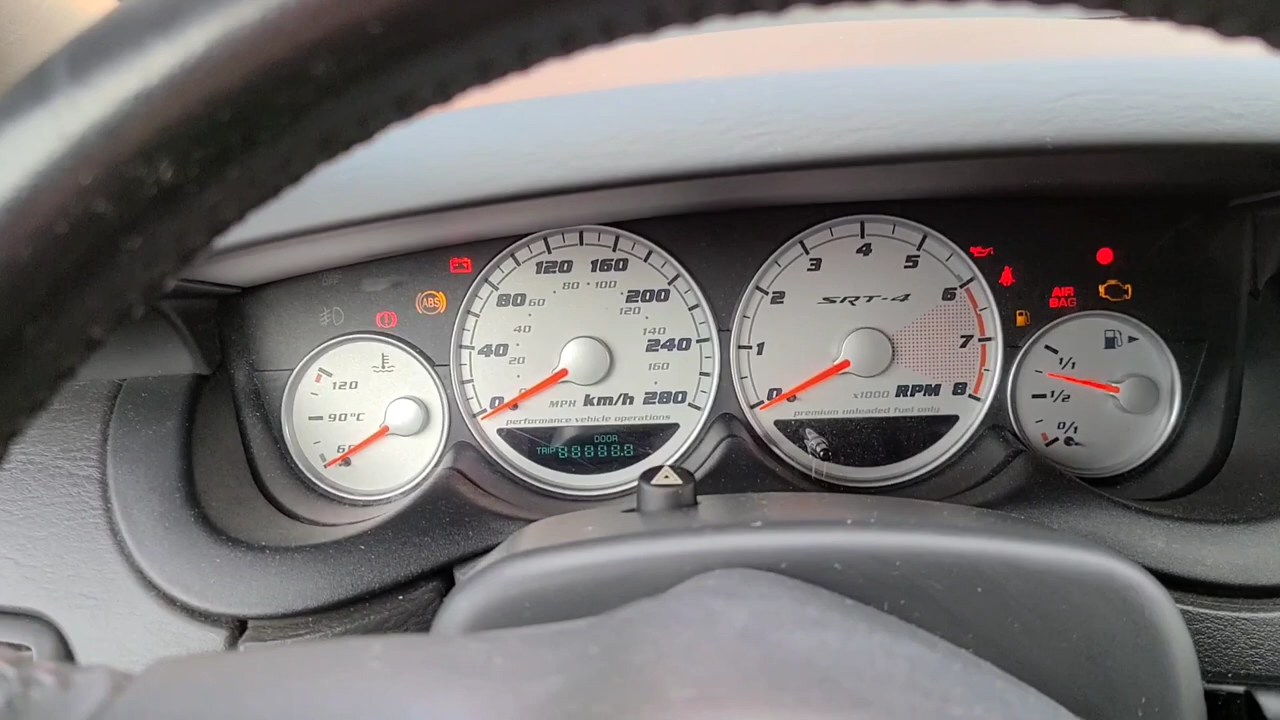 ABS
120
90°C
0
40
80
120
160
200
240
280
20
40
60
80
100
120
140
160
MPH km/h
performance vehicle operations
DOOR
TRIP
0
1
2
3
4
5
6
7
8
SRT-4
x1000 RPM
premium unleaded fuel only
AIR
BAG
1/1
1/2
0/1